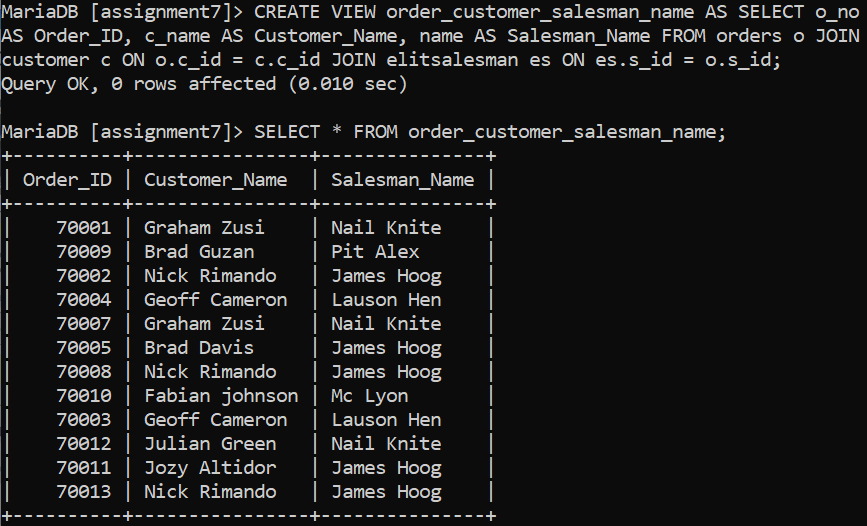 MariaDB [assignment7]> CREATE VIEW order_customer_salesman_name AS SELECT o_no
AS Order_ID, c_name AS Customer_Name, name AS Salesman_Name FROM orders o JOIN
customer c ON o.c_id = c.c_id JOIN elitsalesman es ON es.s_id = o.s_id;
Query OK, 0 rows affected (0.010 sec)

MariaDB [assignment7]> SELECT * FROM order_customer_salesman_name;
+----------+----------------+---------------+
| Order_ID | Customer_Name  | Salesman_Name |
+----------+----------------+---------------+
|    70001 | Graham Zusi    | Nail Knite    |
|    70009 | Brad Guzan     | Pit Alex      |
|    70002 | Nick Rimando   | James Hoog    |
|    70004 | Geoff Cameron  | Lauson Hen    |
|    70007 | Graham Zusi    | Nail Knite    |
|    70005 | Brad Davis     | James Hoog    |
|    70008 | Nick Rimando   | James Hoog    |
|    70010 | Fabian johnson | Mc Lyon       |
|    70003 | Geoff Cameron  | Lauson Hen    |
|    70012 | Julian Green   | Nail Knite    |
|    70011 | Jozy Altidor   | James Hoog    |
|    70013 | Nick Rimando   | James Hoog    |
+----------+----------------+---------------+